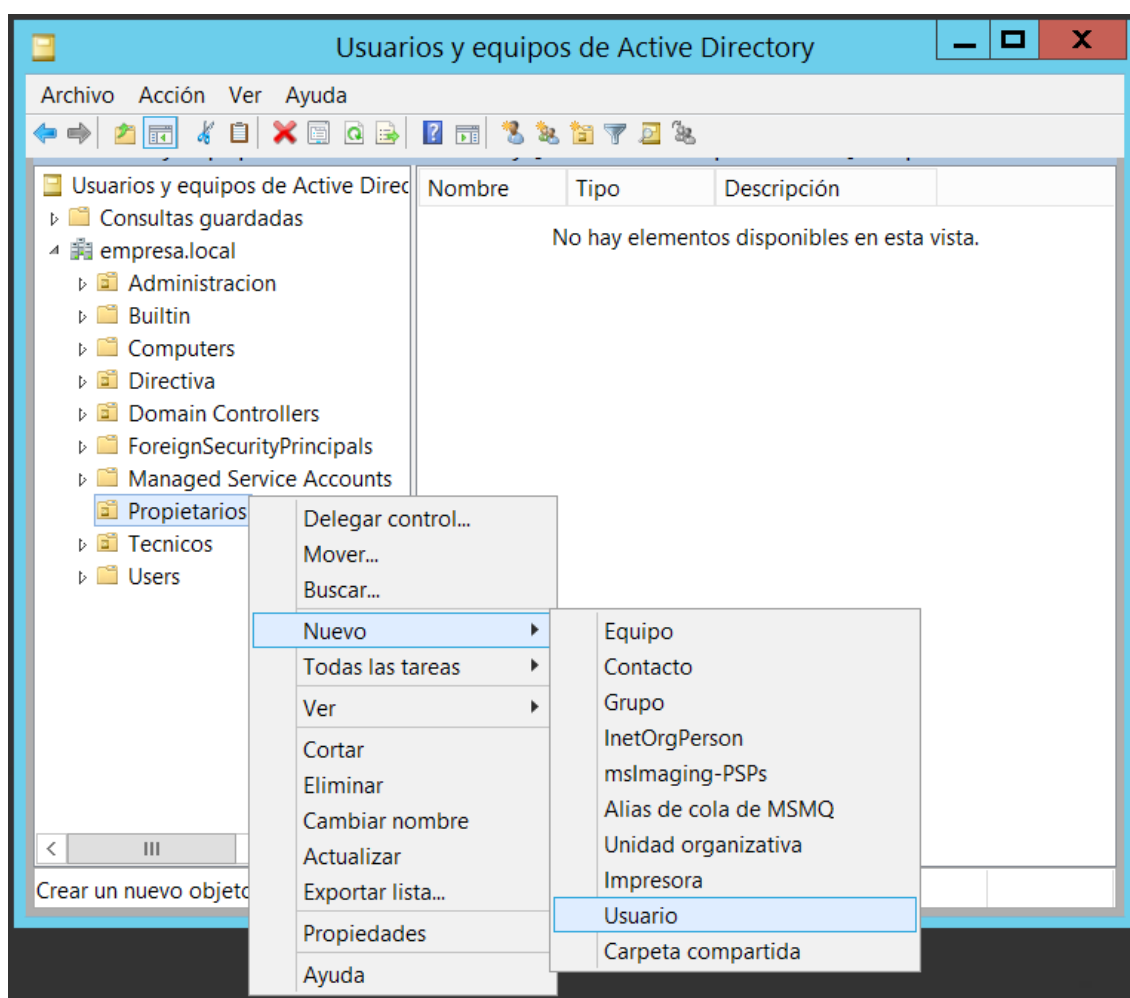 Usuarios y equipos de Active Directory
Archivo Acción Ver Ayuda
Usuarios y equipos de Active Direc
Nombre Tipo Descripción
Consultas guardadas
No hay elementos disponibles en esta vista.
empresa.local
Administracion
Builtin
Computers
Directiva
Domain Controllers
ForeignSecurityPrincipals
Managed Service Accounts
Propietarios
Tecnicos
Users
Delegar control...
Mover...
Buscar...
Nuevo
Todas las tareas
Ver
Cortar
Eliminar
Cambiar nombre
Actualizar
Exportar lista...
Propiedades
Ayuda
Equipo
Contacto
Grupo
InetOrgPerson
msImaging-PSPs
Alias de cola de MSMQ
Unidad organizativa
Impresora
Usuario
Carpeta compartida
Crear un nuevo objeto